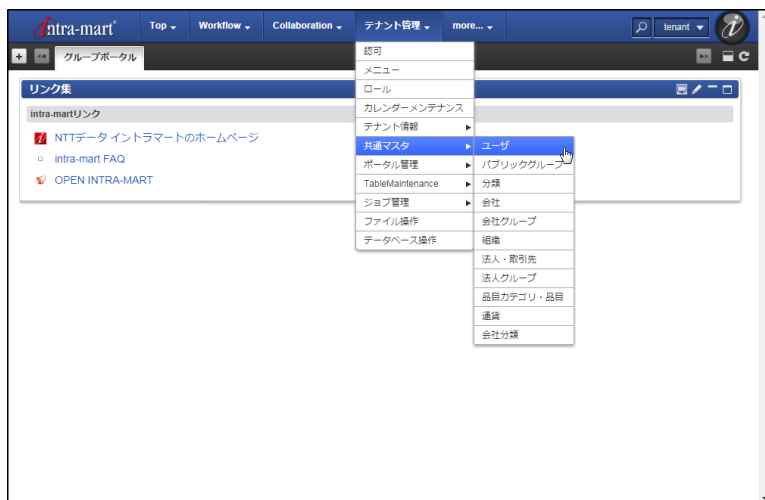 intra-mart Top Workflow Collaboration テナント管理 more... tenant
グループポータル
リンク集
intra-martリンク
NTTデータ イントラマートのホームページ
intra-mart FAQ
OPEN INTRA-MART
認可
メニュー
ロール
カレンダーメンテナンス
テナント情報
共通マスタ
ポータル管理
TableMaintenance
ジョブ管理
ファイル操作
データベース操作
ユーザ
パブリックグループ
分類
会社
会社グループ
組織
法人・取引先
法人グループ
品目カテゴリ・品目
通貨
会社分類